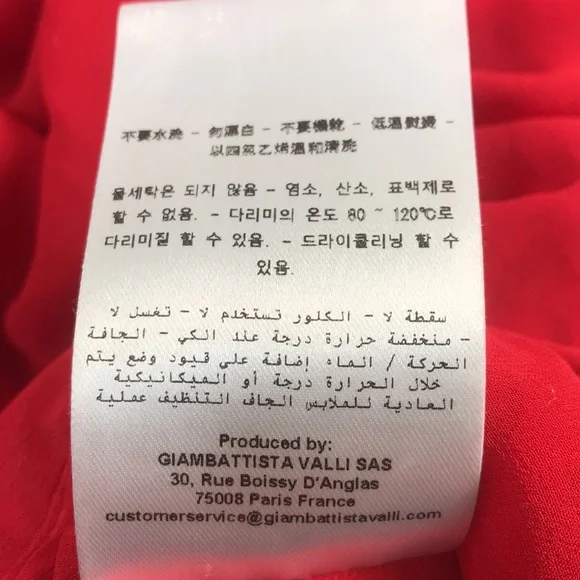 不要水洗 - 勿漂白 - 不要機乾 - 低溫熨燙 -
以四氯乙烯溫和清洗
물세탁은 되지 않음 - 염소, 산소, 표백제로
할 수 없음. - 다리미의 온도 80 ~ 120℃로
다리미질 할 수 있음. - 드라이클리닝 할 수
있음.
سقطة لا - الكلور تستخدم لا - تغسل لا
- منخفضة حرارة درجة عند الكي - الجافة
الحركة / الماء إضافة على قيود وضع يتم
خلال الحرارة درجة أو الميكانيكية
العادية للملابس الجاف التنظيف عملية
Produced by:
GIAMBATTISTA VALLI SAS
30, Rue Boissy D'Anglas
75008 Paris France
customerservice@giambattistavalli.com